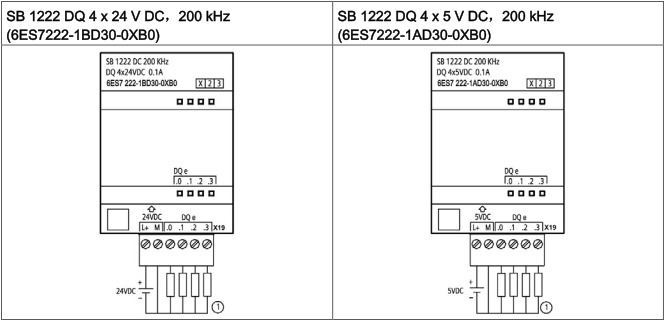 SB 1222 DQ 4 x 24 V DC，200 kHz
(6ES7222-1BD30-0XB0)
SB 1222 DQ 4 x 5 V DC，200 kHz
(6ES7222-1AD30-0XB0)
SB 1222 DC 200 KHz
DQ 4x24VDC 0.1A
6ES7 222-1BD30-0XB0 X 2 3
DQ e
.0 .1 .2 .3
24VDC DQ e
L+ M .0 .1 .2 .3 X19
24VDC + −
①
SB 1222 DC 200 KHz
DQ 4x5VDC 0.1A
6ES7 222-1AD30-0XB0 X 2 3
DQ e
.0 .1 .2 .3
5VDC DQ e
L+ M .0 .1 .2 .3 X19
5VDC + −
①